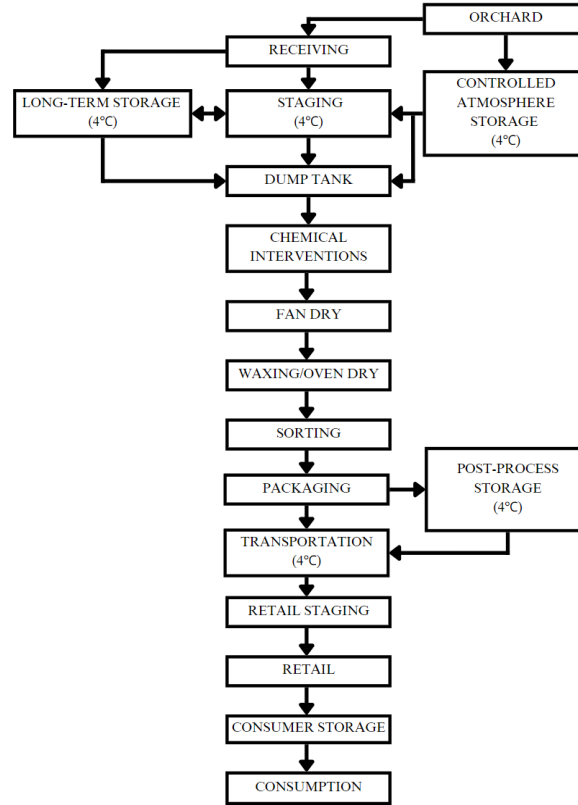 ORCHARD
RECEIVING
LONG-TERM STORAGE
(4℃)
STAGING
(4℃)
CONTROLLED
ATMOSPHERE
STORAGE
(4℃)
DUMP TANK
CHEMICAL
INTERVENTIONS
FAN DRY
WAXING/OVEN DRY
SORTING
PACKAGING
POST-PROCESS
STORAGE
(4℃)
TRANSPORTATION
(4℃)
RETAIL STAGING
RETAIL
CONSUMER STORAGE
CONSUMPTION